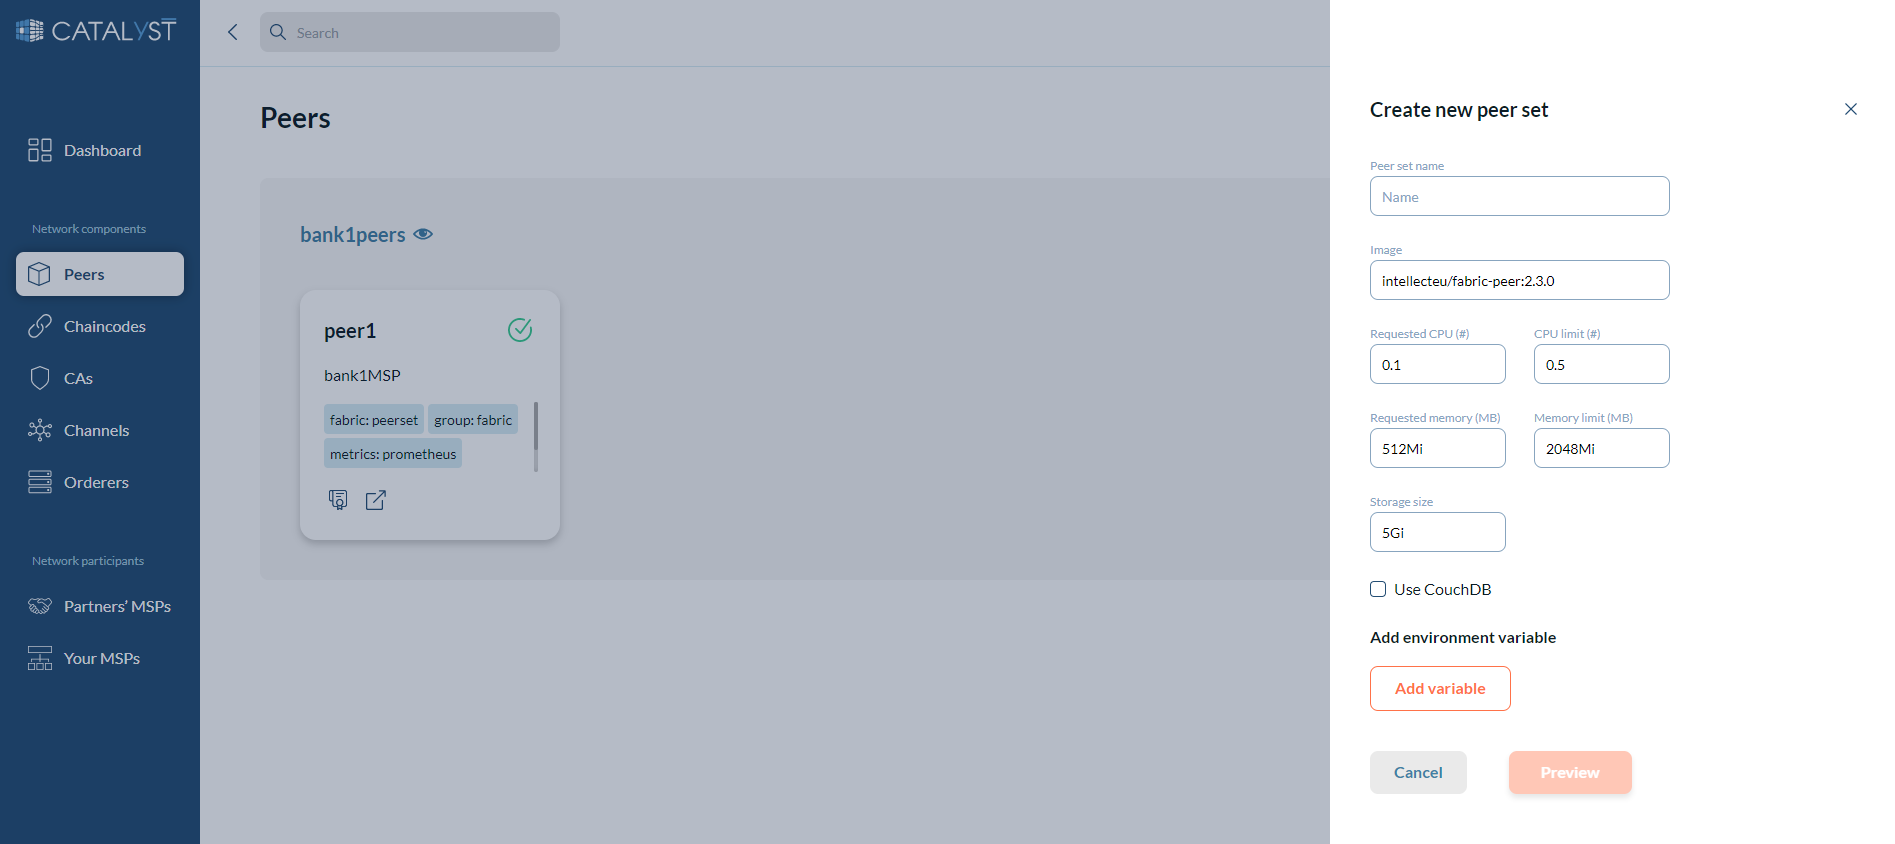 CATALYST
Search
Dashboard
Network components
Peers
Chaincodes
CAs
Channels
Orderers
Network participants
Partners’ MSPs
Your MSPs
Peers
bank1peers
peer1
bank1MSP
fabric: peerset group: fabric
metrics: prometheus
Create new peer set
Peer set name
Name
Image
intellecteu/fabric-peer:2.3.0
Requested CPU (#) CPU limit (#)
0.1 0.5
Requested memory (MB) Memory limit (MB)
512Mi 2048Mi
Storage size
5Gi
Use CouchDB
Add environment variable
Add variable
Cancel Preview